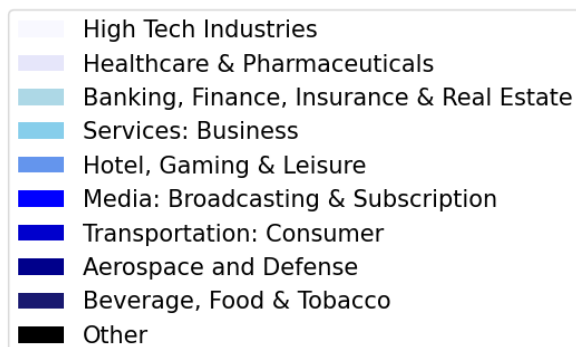 High Tech Industries
Healthcare & Pharmaceuticals
Banking, Finance, Insurance & Real Estate
Services: Business
Hotel, Gaming & Leisure
Media: Broadcasting & Subscription
Transportation: Consumer
Aerospace and Defense
Beverage, Food & Tobacco
Other